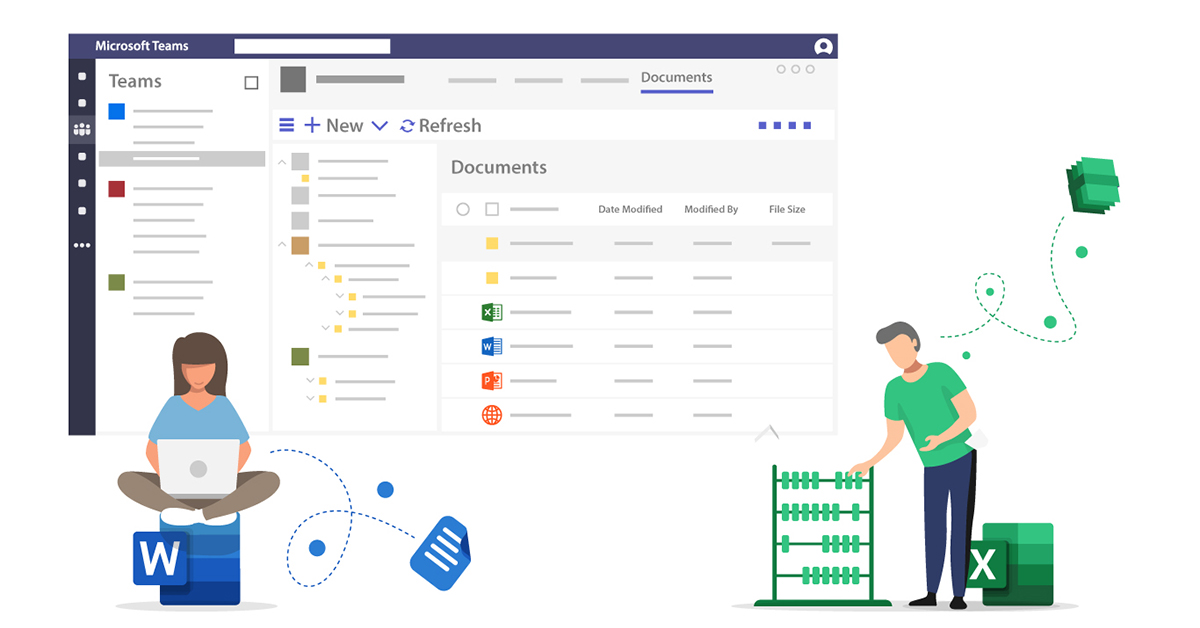 Microsoft Teams
Teams
Documents
New
Refresh
Documents
Date Modified
Modified By
File Size
X
W
P
W
X